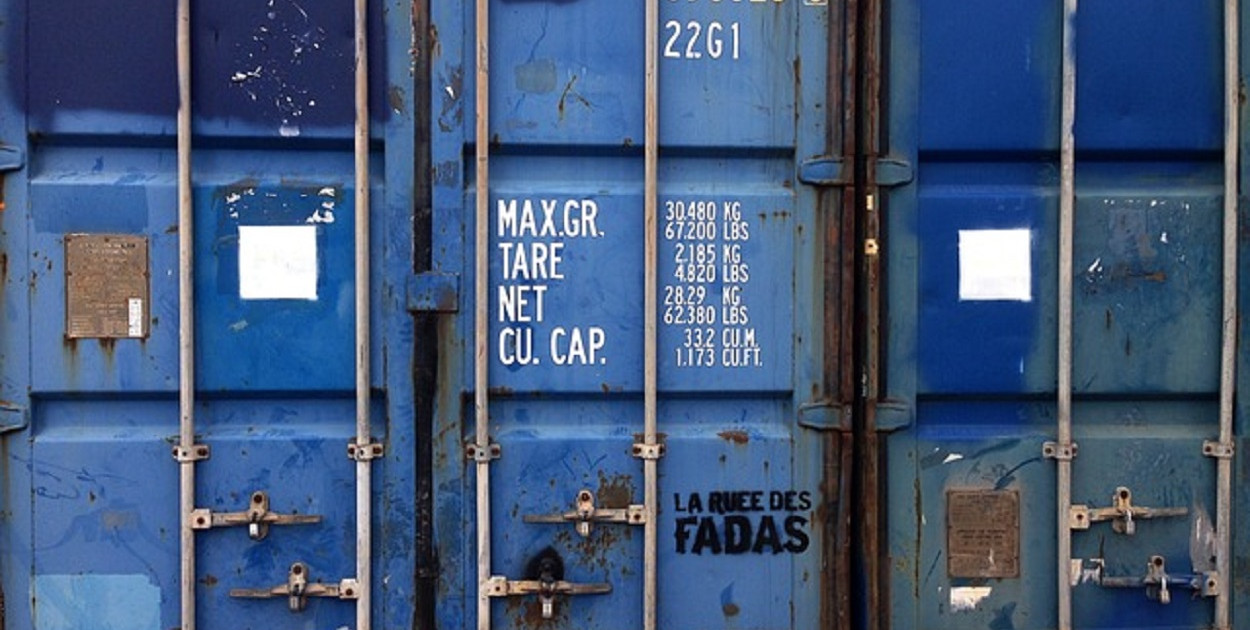 22G1
MAX.GR. 30.480 KG
67.200 LBS
TARE 2.185 KG
4.820 LBS
NET 28.29 KG
62.380 LBS
CU. CAP. 33.2 CU.M.
1.173 CU.FT.
LA RUEE DES
FADAS